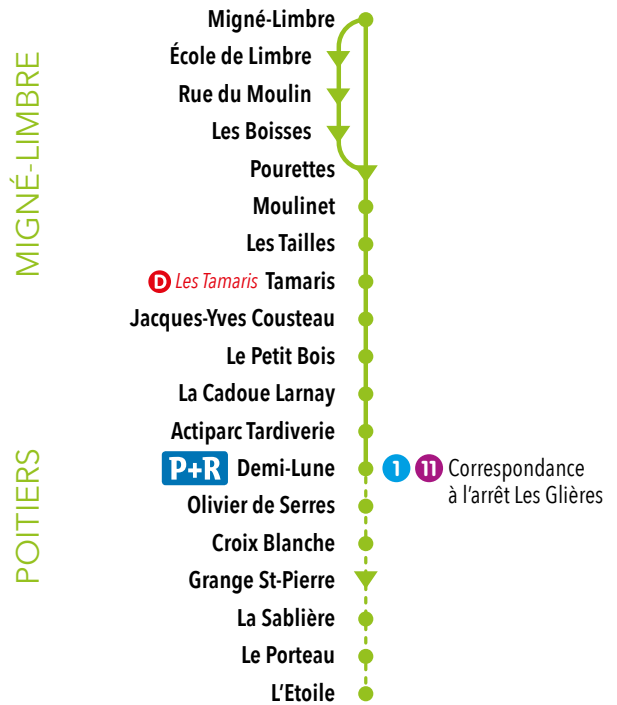 MIGNÉ-LIMBRE
Migné-Limbre
École de Limbre
Rue du Moulin
Les Boisses
Pourettes
Moulinet
Les Tailles
D Les Tamaris Tamaris
Jacques-Yves Cousteau
Le Petit Bois
La Cadoue Larnay
Actiparc Tardiverie
POITIERS
P+R Demi-Lune 1 11 Correspondance
à l'arrêt Les Glières
Olivier de Serres
Croix Blanche
Grange St-Pierre
La Sablière
Le Porteau
L'Etoile